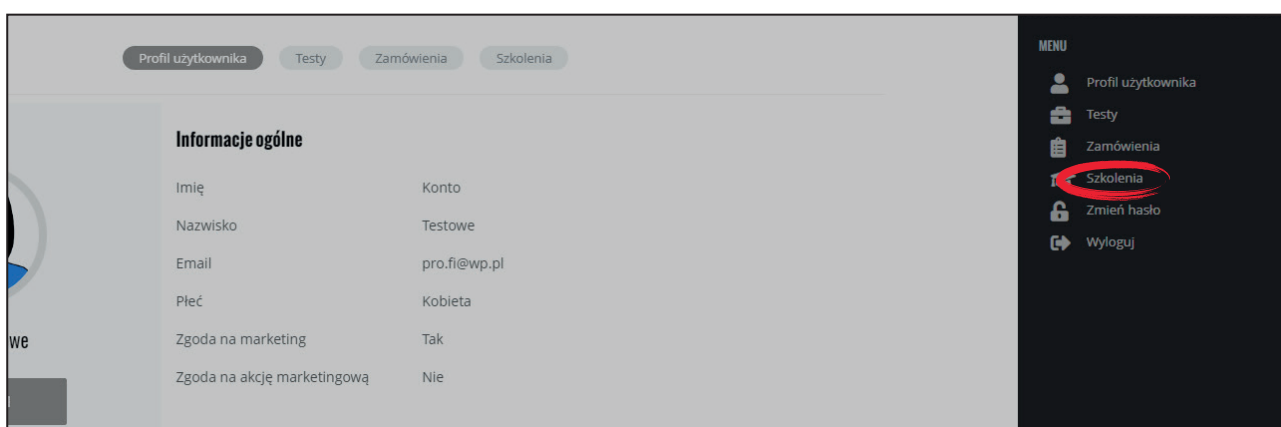 Profil użytkownika Testy Zamówienia Szkolenia
Informacje ogólne
Imię Konto
Nazwisko Testowe
Email pro.fi@wp.pl
Płeć Kobieta
Zgoda na marketing Tak
Zgoda na akcję marketingową Nie
we
MENU
Profil użytkownika
Testy
Zamówienia
Szkolenia
Zmień hasło
Wyloguj